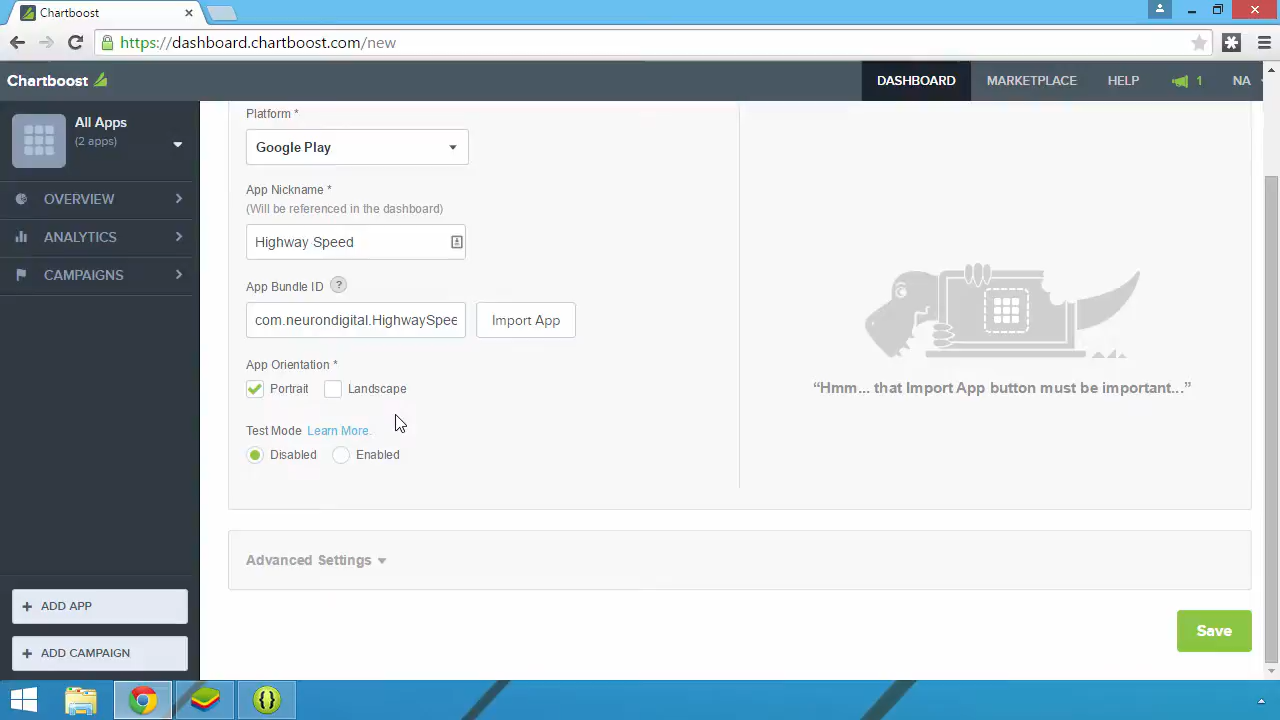 Chartboost
https://dashboard.chartboost.com/new
Chartboost
DASHBOARD
MARKETPLACE
HELP
1
NA
All Apps
(2 apps)
OVERVIEW
ANALYTICS
CAMPAIGNS
+ ADD APP
+ ADD CAMPAIGN
Platform *
Google Play
App Nickname *
(Will be referenced in the dashboard)
Highway Speed
App Bundle ID ?
com.neurondigital.HighwaySpee
Import App
App Orientation *
Portrait Landscape
Test Mode Learn More.
Disabled Enabled
“Hmm... that Import App button must be important...”
Advanced Settings
Save